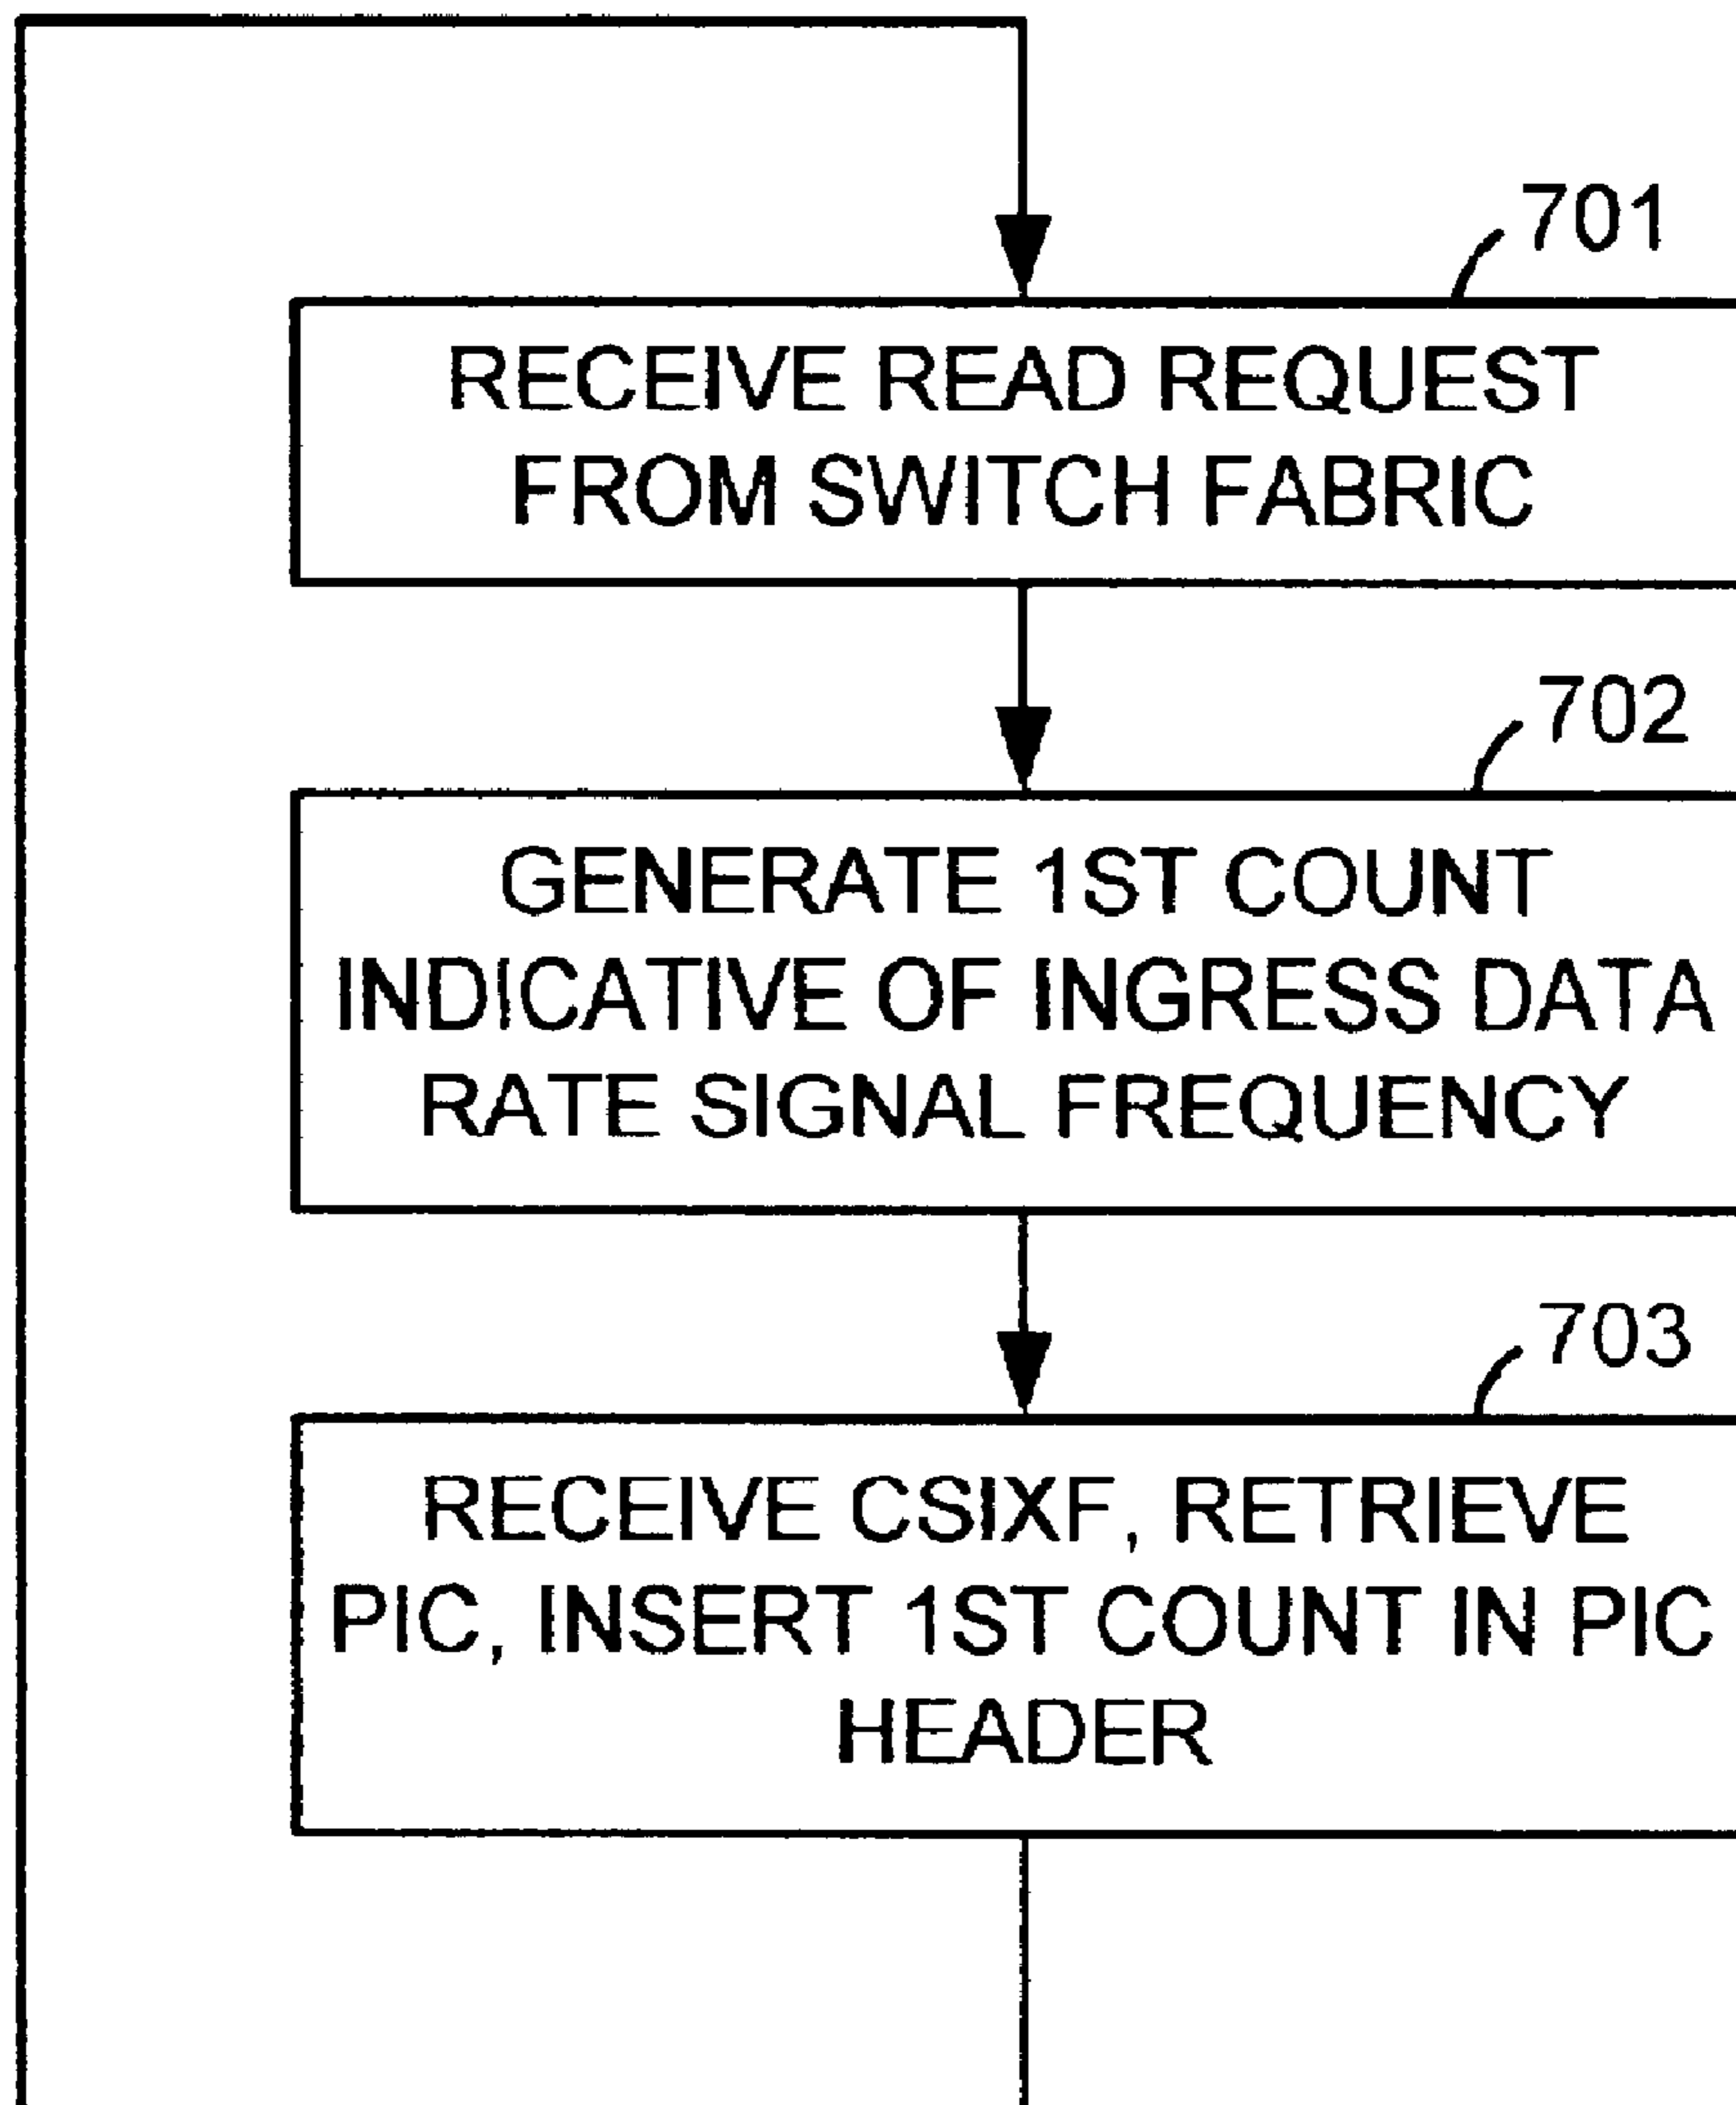 701
RECEIVE READ REQUEST
FROM SWITCH FABRIC
702
GENERATE 1ST COUNT
INDICATIVE OF INGRESS DATA
RATE SIGNAL FREQUENCY
703
RECEIVE CSIXF, RETRIEVE
PIC, INSERT 1ST COUNT IN PIC
HEADER